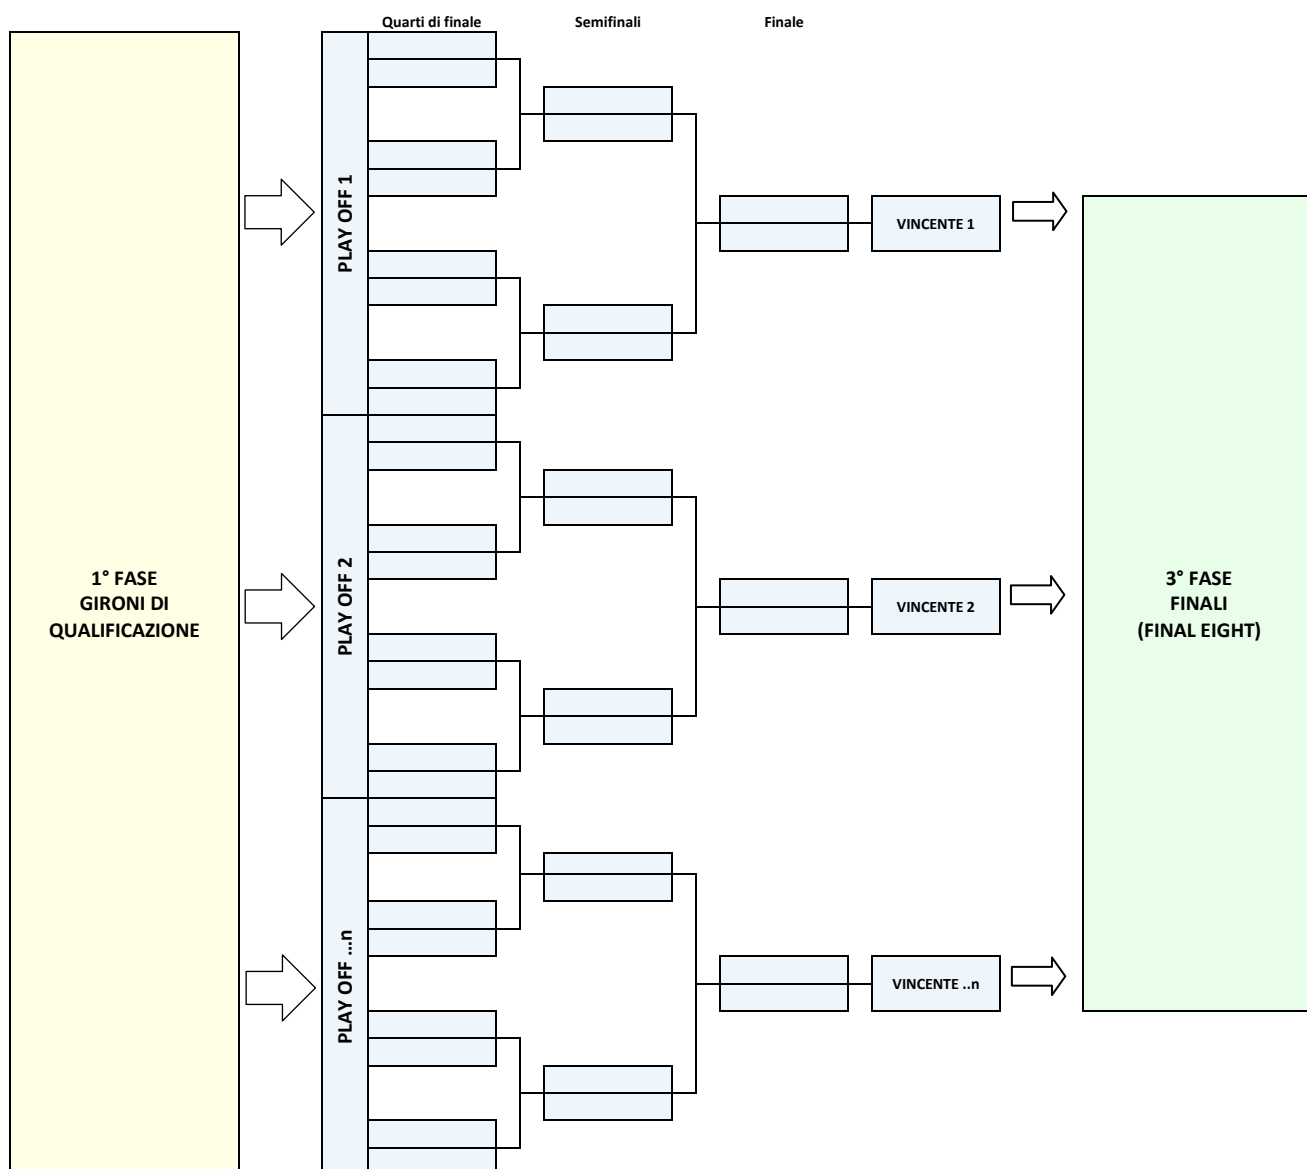 Quarti di finale
Semifinali
Finale
PLAY OFF 1
VINCENTE 1
1° FASE
GIRONI DI
QUALIFICAZIONE
PLAY OFF 2
VINCENTE 2
3° FASE
FINALI
(FINAL EIGHT)
PLAY OFF ...n
VINCENTE ..n